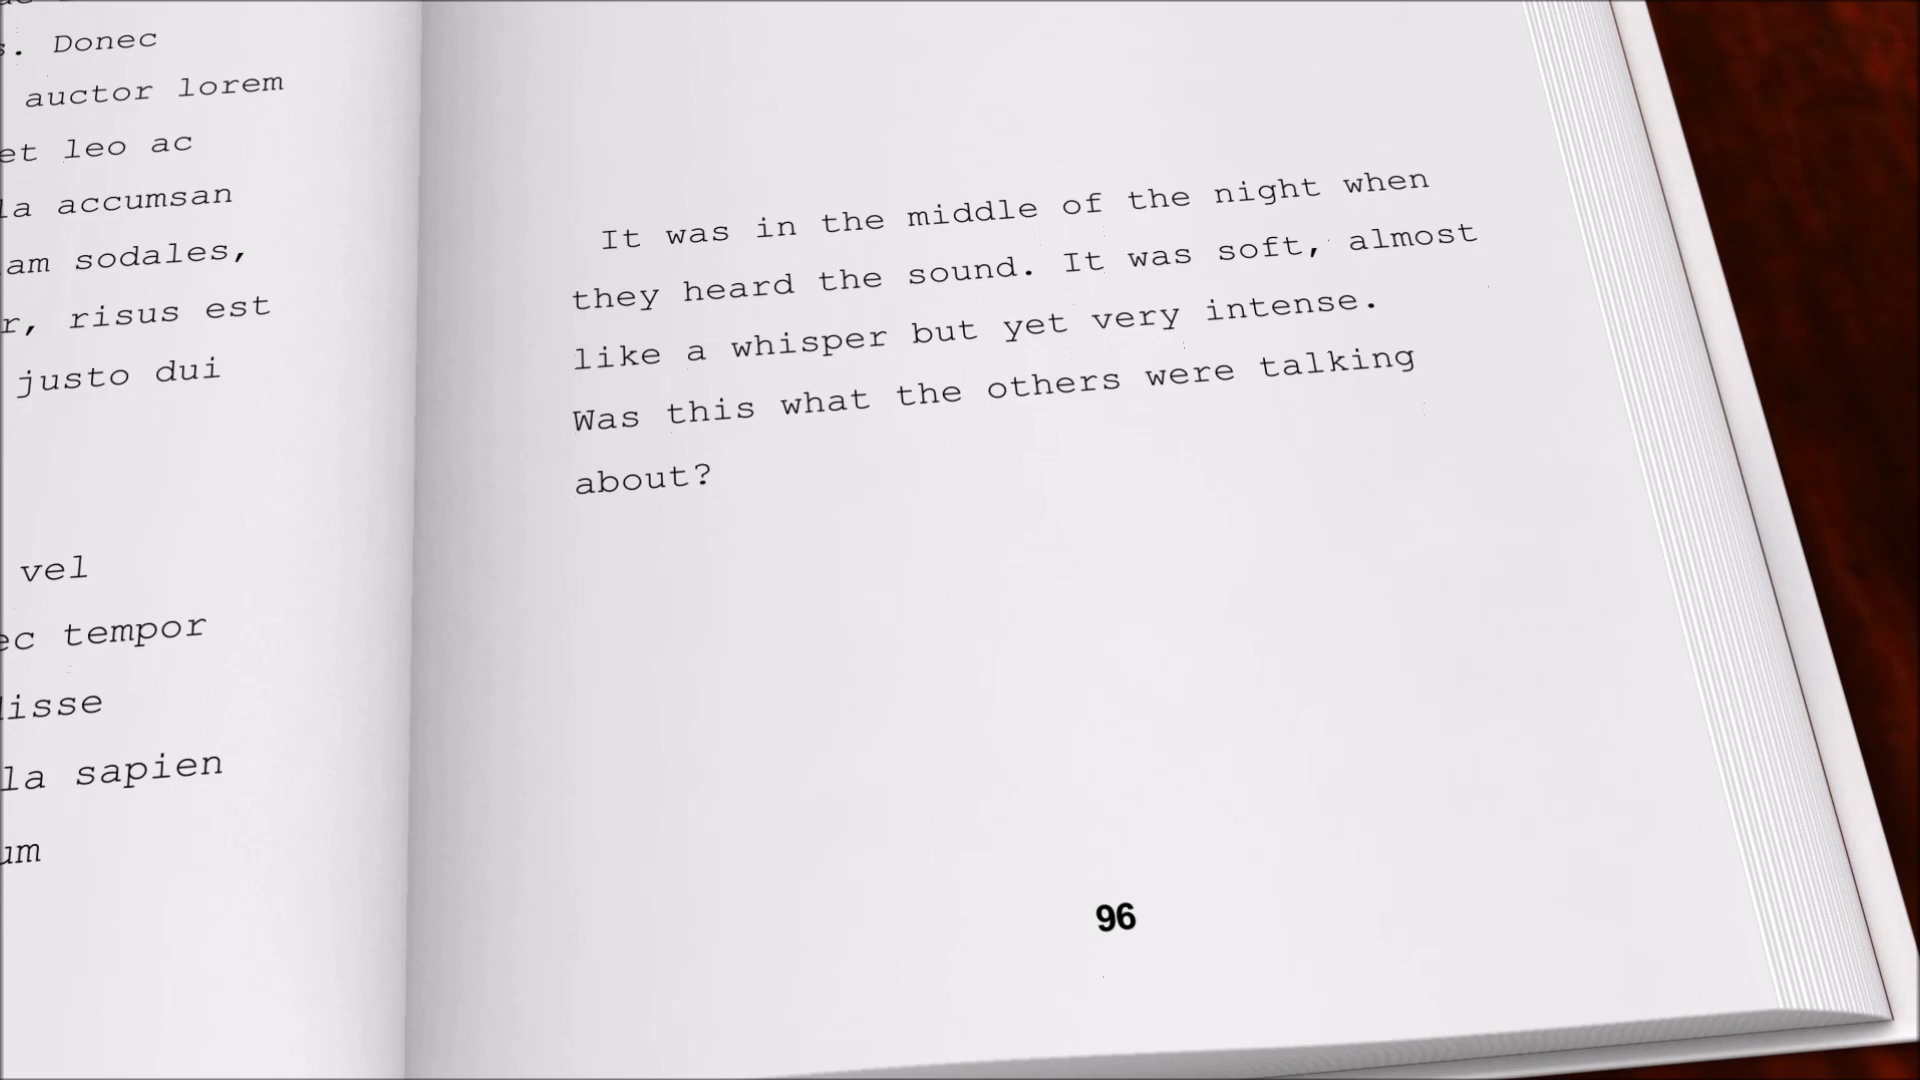 . Donec
auctor lorem
et leo ac
accumsan
sodales,
risus est
justo dui
vel
tempor
sapien
It was in the middle of the night when
they heard the sound. It was soft, almost
like a whisper but yet very intense.
Was this what the others were talking
about?
96